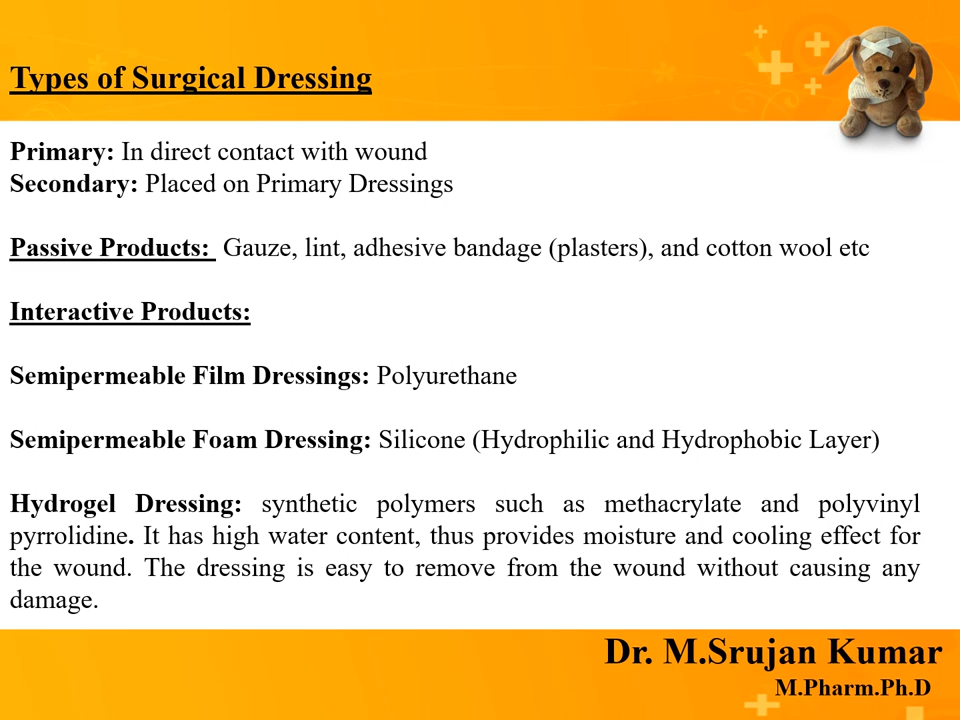 Types of Surgical Dressing
Primary: In direct contact with wound
Secondary: Placed on Primary Dressings
Passive Products: Gauze, lint, adhesive bandage (plasters), and cotton wool etc
Interactive Products:
Semipermeable Film Dressings: Polyurethane
Semipermeable Foam Dressing: Silicone (Hydrophilic and Hydrophobic Layer)
Hydrogel Dressing: synthetic polymers such as methacrylate and polyvinyl
pyrrolidine. It has high water content, thus provides moisture and cooling effect for
the wound. The dressing is easy to remove from the wound without causing any
damage.
Dr. M.Srujan Kumar
M.Pharm.Ph.D